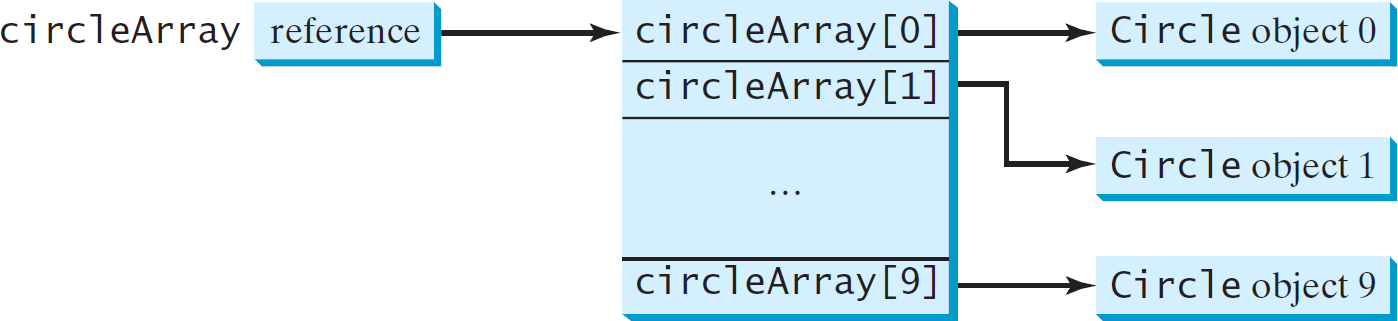 circleArray reference circleArray[0] Circle object 0
circleArray[1]
Circle object 1
...
circleArray[9] Circle object 9